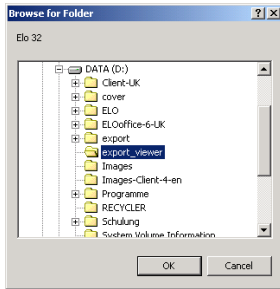 Browse for Folder
Elo 32
DATA (D:)
Client-UK
cover
ELO
ELOoffice-6-UK
export
export_viewer
Images
Images-Client-4-en
Programme
RECYCLER
Schulung
System Volume Information
OK Cancel